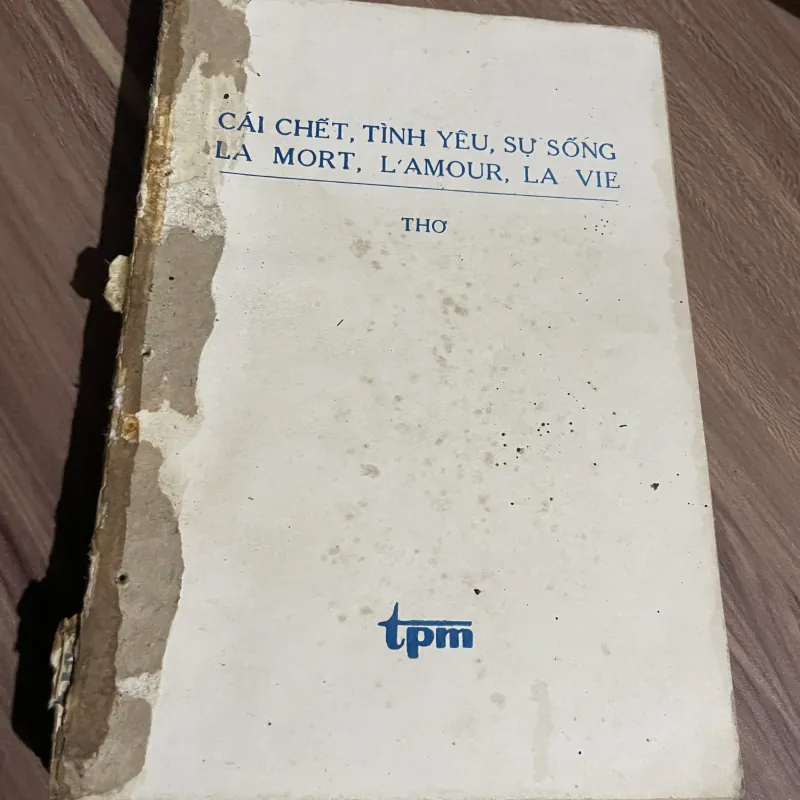 CÁI CHẾT, TÌNH YÊU, SỰ SỐNG
LA MORT, L'AMOUR, LA VIE
THƠ
tpm